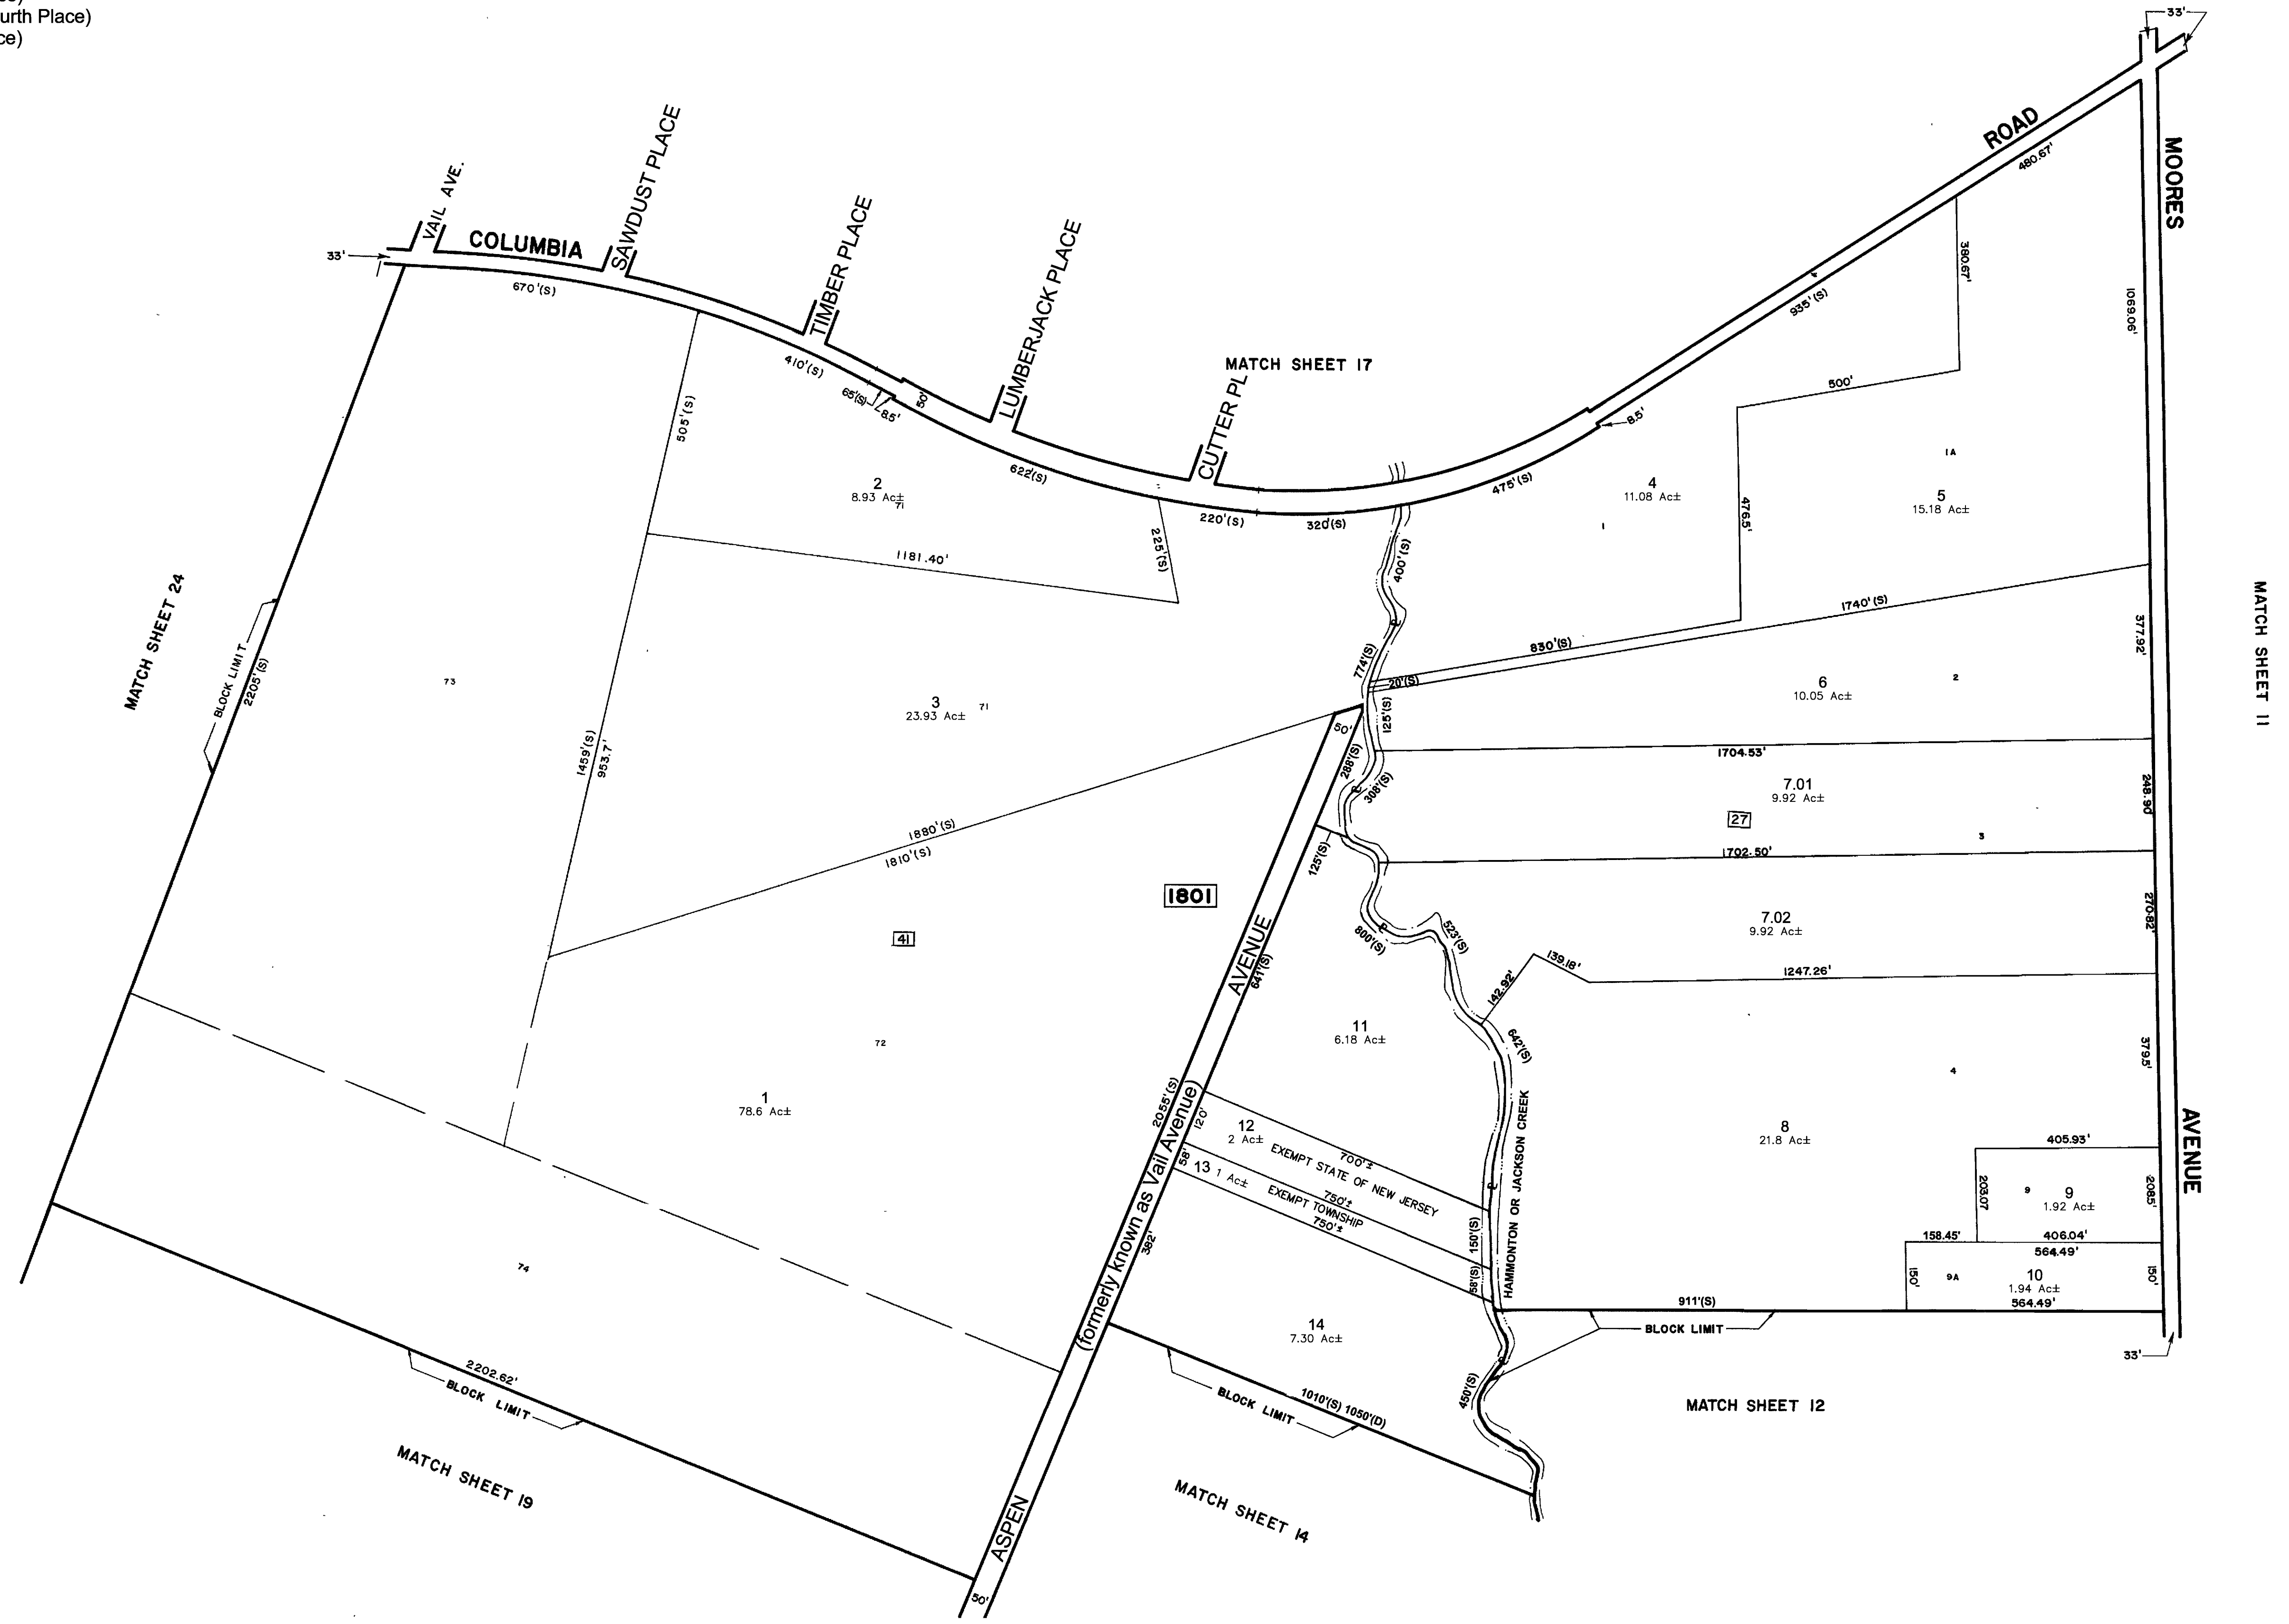 urth Place)
ce)
33'
VAIL AVE.
SAWDUST PLACE
TIMBER PLACE
LUMBERJACK PLACE
CUTTER PL
COLUMBIA
ROAD
MOORES
33'
670'(S)
410'(S)
65'(S)
8.5'
50'
622'(S)
220'(S)
320'(S)
475'(S)
8.5'
935'(S)
480.67'
MATCH SHEET 17
380.67'
1069.06'
500'
505'(S)
2
8.93 Ac±
71
4
11.08 Ac±
1
476.5'
1A
5
15.18 Ac±
225'(S)
400'(S)
1181.40'
MATCH SHEET 24
BLOCK LIMIT
2205'(S)
73
1459'(S)
953.7'
3
23.93 Ac±
71
774'(S)
830'(S)
1740'(S)
20'(S)
377.92'
MATCH SHEET 11
6
10.05 Ac±
2
125'(S)
50'
288'(S)
308'(S)
1704.53'
7.01
9.92 Ac±
27
3
248.90'
1880'(S)
1810'(S)
125'(S)
1702.50'
1801
41
AVENUE
641'(S)
800'(S)
523'(S)
7.02
9.92 Ac±
270.82'
142.92'
139.18'
1247.26'
72
11
6.18 Ac±
642'(S)
379.5'
4
1
78.6 Ac±
2055'(S)
(formerly known as Vail Avenue)
120'
12
2 Ac±
700'±
EXEMPT STATE OF NEW JERSEY
58'
13
1 Ac±
750'±
EXEMPT TOWNSHIP
750'±
150'(S)
58'(S)
HAMMONTON OR JACKSON CREEK
8
21.8 Ac±
AVENUE
405.93'
203.07
9
9
1.92 Ac±
208.5'
158.45'
406.04'
564.49'
150'
9A
10
1.94 Ac±
150'
564.49'
911'(S)
BLOCK LIMIT
33'
382'
74
14
7.30 Ac±
2202.62'
BLOCK LIMIT
1010'(S) 1050'(D)
BLOCK LIMIT
450'(S)
MATCH SHEET 12
MATCH SHEET 19
MATCH SHEET 14
ASPEN
50'